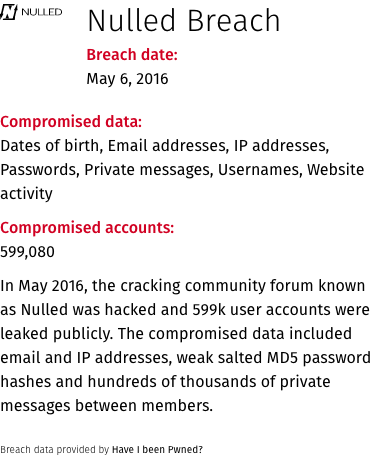 NULLED
Nulled Breach
Breach date:
May 6, 2016
Compromised data:
Dates of birth, Email addresses, IP addresses,
Passwords, Private messages, Usernames, Website
activity
Compromised accounts:
599,080
In May 2016, the cracking community forum known
as Nulled was hacked and 599k user accounts were
leaked publicly. The compromised data included
email and IP addresses, weak salted MD5 password
hashes and hundreds of thousands of private
messages between members.
Breach data provided by Have I been Pwned?